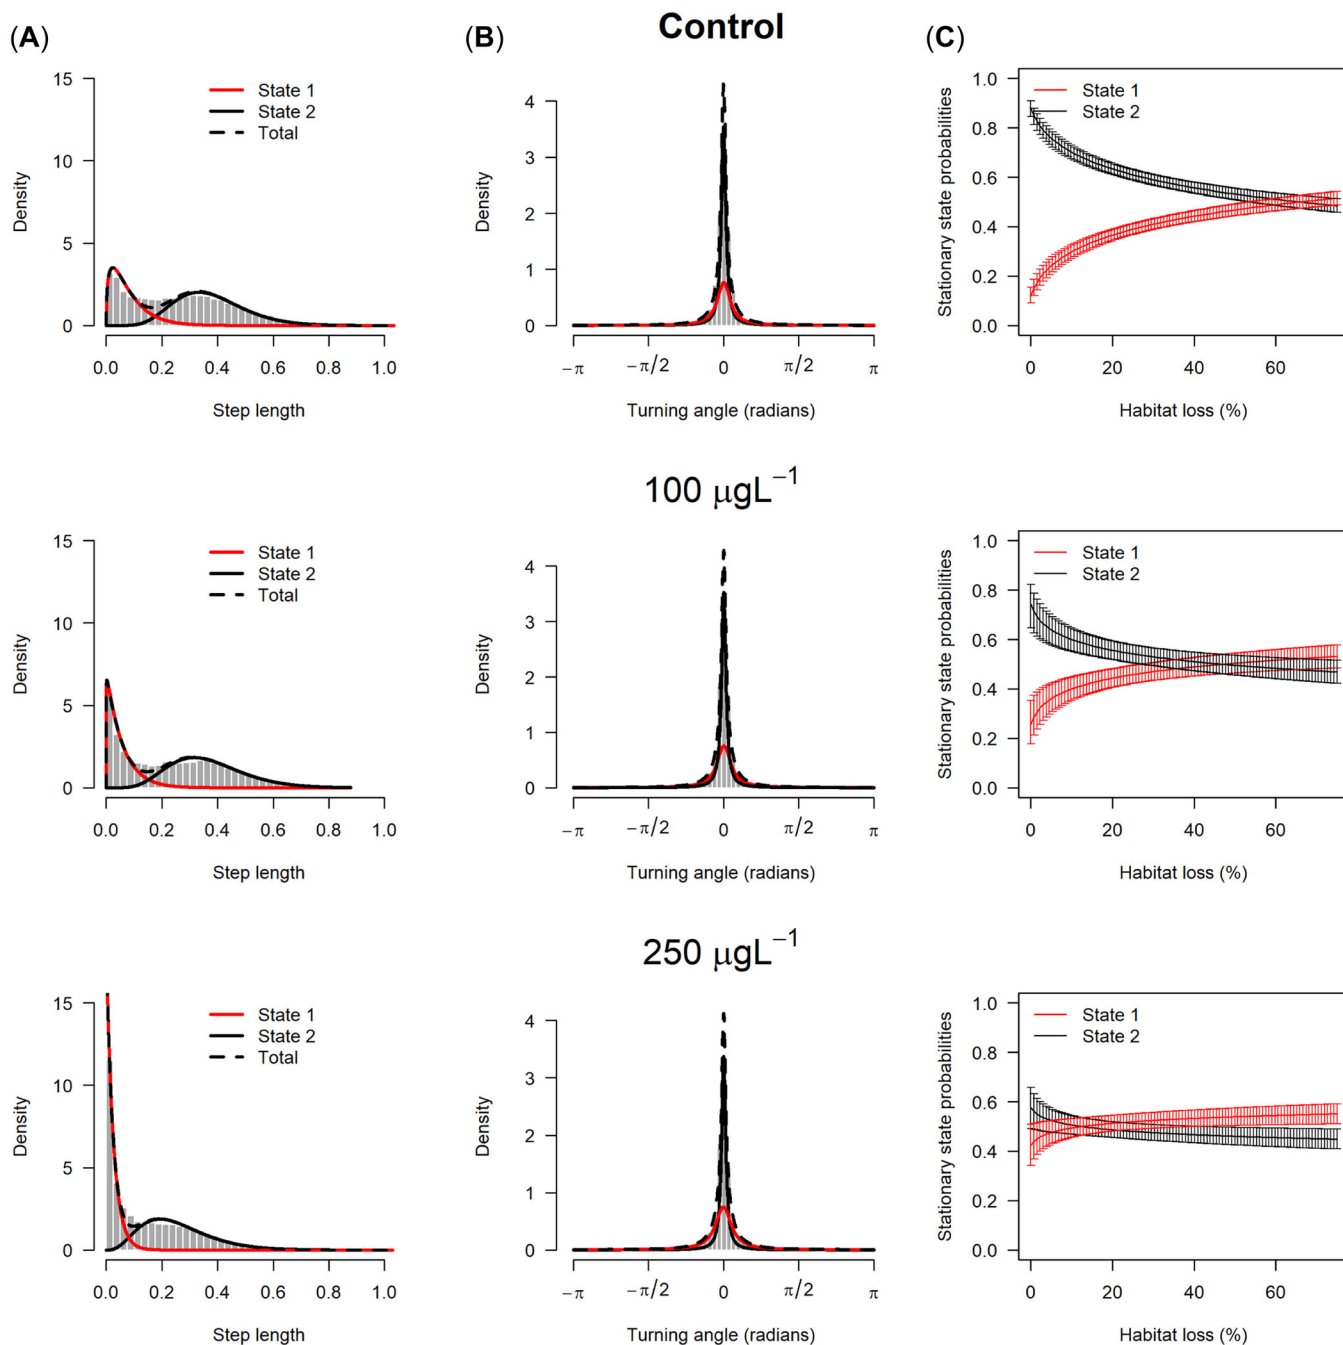 Control
(A)
(B)
(C)
15
10
5
0
Density
State 1
State 2
Total
0.0 0.2 0.4 0.6 0.8 1.0
Step length
4
3
2
1
0
Density
−π −π/2 0 π/2 π
Turning angle (radians)
1.0
0.8
0.6
0.4
0.2
0.0
Stationary state probabilities
State 1
State 2
0 20 40 60
Habitat loss (%)
100 µgL⁻¹
15
10
5
0
Density
State 1
State 2
Total
0.0 0.2 0.4 0.6 0.8 1.0
Step length
4
3
2
1
0
Density
−π −π/2 0 π/2 π
Turning angle (radians)
1.0
0.8
0.6
0.4
0.2
0.0
Stationary state probabilities
State 1
State 2
0 20 40 60
Habitat loss (%)
250 µgL⁻¹
15
10
5
0
Density
State 1
State 2
Total
0.0 0.2 0.4 0.6 0.8 1.0
Step length
4
3
2
1
0
Density
−π −π/2 0 π/2 π
Turning angle (radians)
1.0
0.8
0.6
0.4
0.2
0.0
Stationary state probabilities
State 1
State 2
0 20 40 60
Habitat loss (%)